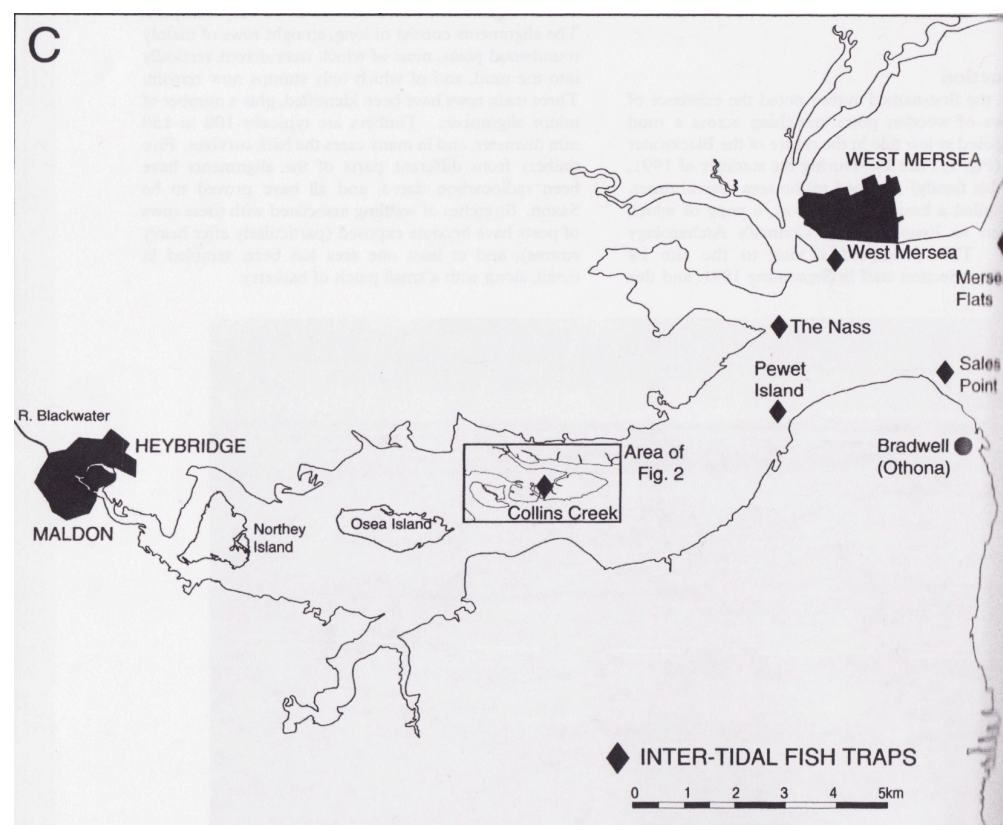 C
WEST MERSEA
West Mersea
Mersea
Flats
The Nass
Pewet
Island
Sales
Point
R. Blackwater
HEYBRIDGE
Bradwell
(Othona)
Area of
Fig. 2
Collins Creek
MALDON
Northey
Island
Osea Island
INTER-TIDAL FISH TRAPS
0 1 2 3 4 5km